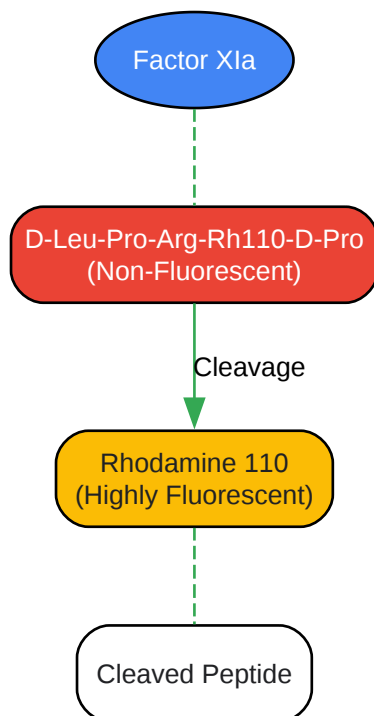 Factor XIa
D-Leu-Pro-Arg-Rh110-D-Pro
(Non-Fluorescent)
Cleavage
Rhodamine 110
(Highly Fluorescent)
Cleaved Peptide